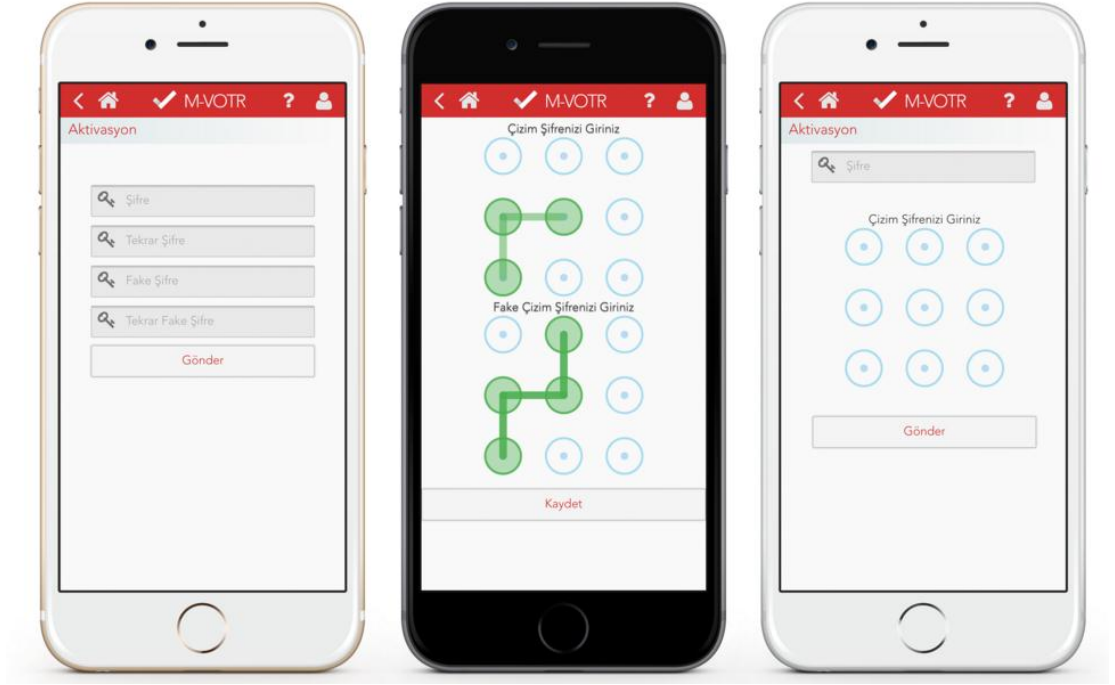 M-VOTR ?
Aktivasyon
Şifre
Tekrar Şifre
Fake Şifre
Tekrar Fake Şifre
Gönder
M-VOTR ?
Çizim Şifrenizi Giriniz
Fake Çizim Şifrenizi Giriniz
Kaydet
M-VOTR ?
Aktivasyon
Şifre
Çizim Şifrenizi Giriniz
Gönder